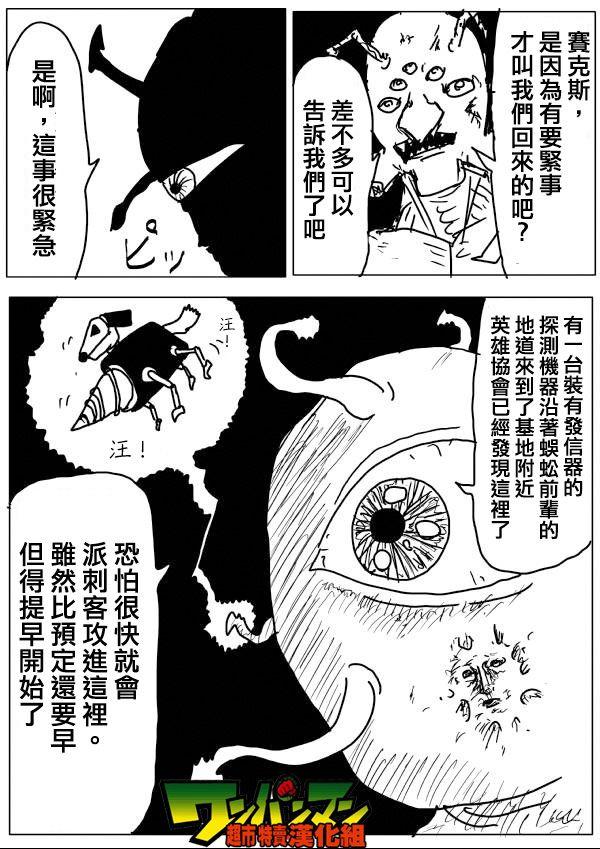 賽克斯，
是因為有要緊事
才叫我們回來的吧？
差不多可以
告訴我們了吧
是啊，這事很緊急
ピッ
有一台裝有發信器的
探測機器沿著蜈蚣前輩的
地道來到了基地附近
英雄協會已經發現這裡了
汪！
汪！
恐怕很快就會
派刺客攻進這裡。
雖然比預定還要早
但得提早開始了
ワンパンマン
超市特賣漢化組